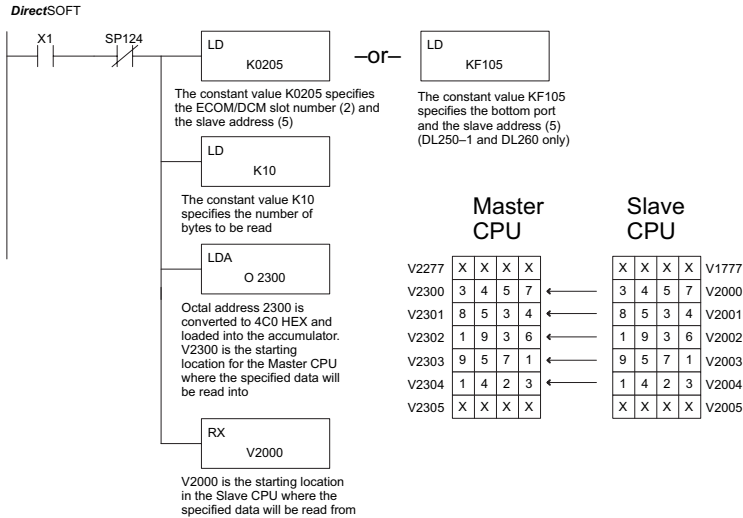 DirectSOFT
X1
SP124
LD
K0205
–or–
LD
KF105
The constant value K0205 specifies
the ECOM/DCM slot number (2) and
the slave address (5)
The constant value KF105
specifies the bottom port
and the slave address (5)
(DL250–1 and DL260 only)
LD
K10
The constant value K10
specifies the number of
bytes to be read
LDA
O 2300
Octal address 2300 is
converted to 4C0 HEX and
loaded into the accumulator.
V2300 is the starting
location for the Master CPU
where the specified data will
be read into
RX
V2000
V2000 is the starting location
in the Slave CPU where the
specified data will be read from
Master
CPU
Slave
CPU
V2277 X X X X X X X X V1777
V2300 3 4 5 7 3 4 5 7 V2000
V2301 8 5 3 4 8 5 3 4 V2001
V2302 1 9 3 6 1 9 3 6 V2002
V2303 9 5 7 1 9 5 7 1 V2003
V2304 1 4 2 3 1 4 2 3 V2004
V2305 X X X X X X X X V2005